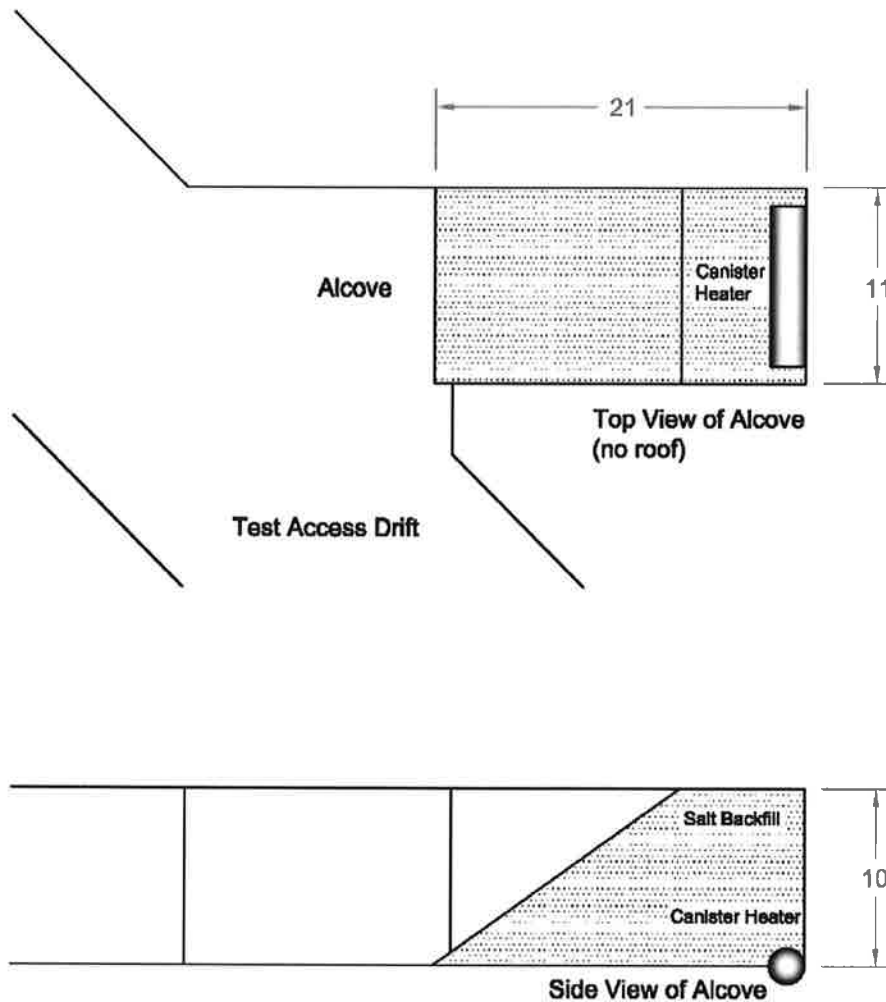 21
Alcove
Canister
Heater
11
Top View of Alcove
(no roof)
Test Access Drift
Salt Backfill
10
Canister Heater
Side View of Alcove